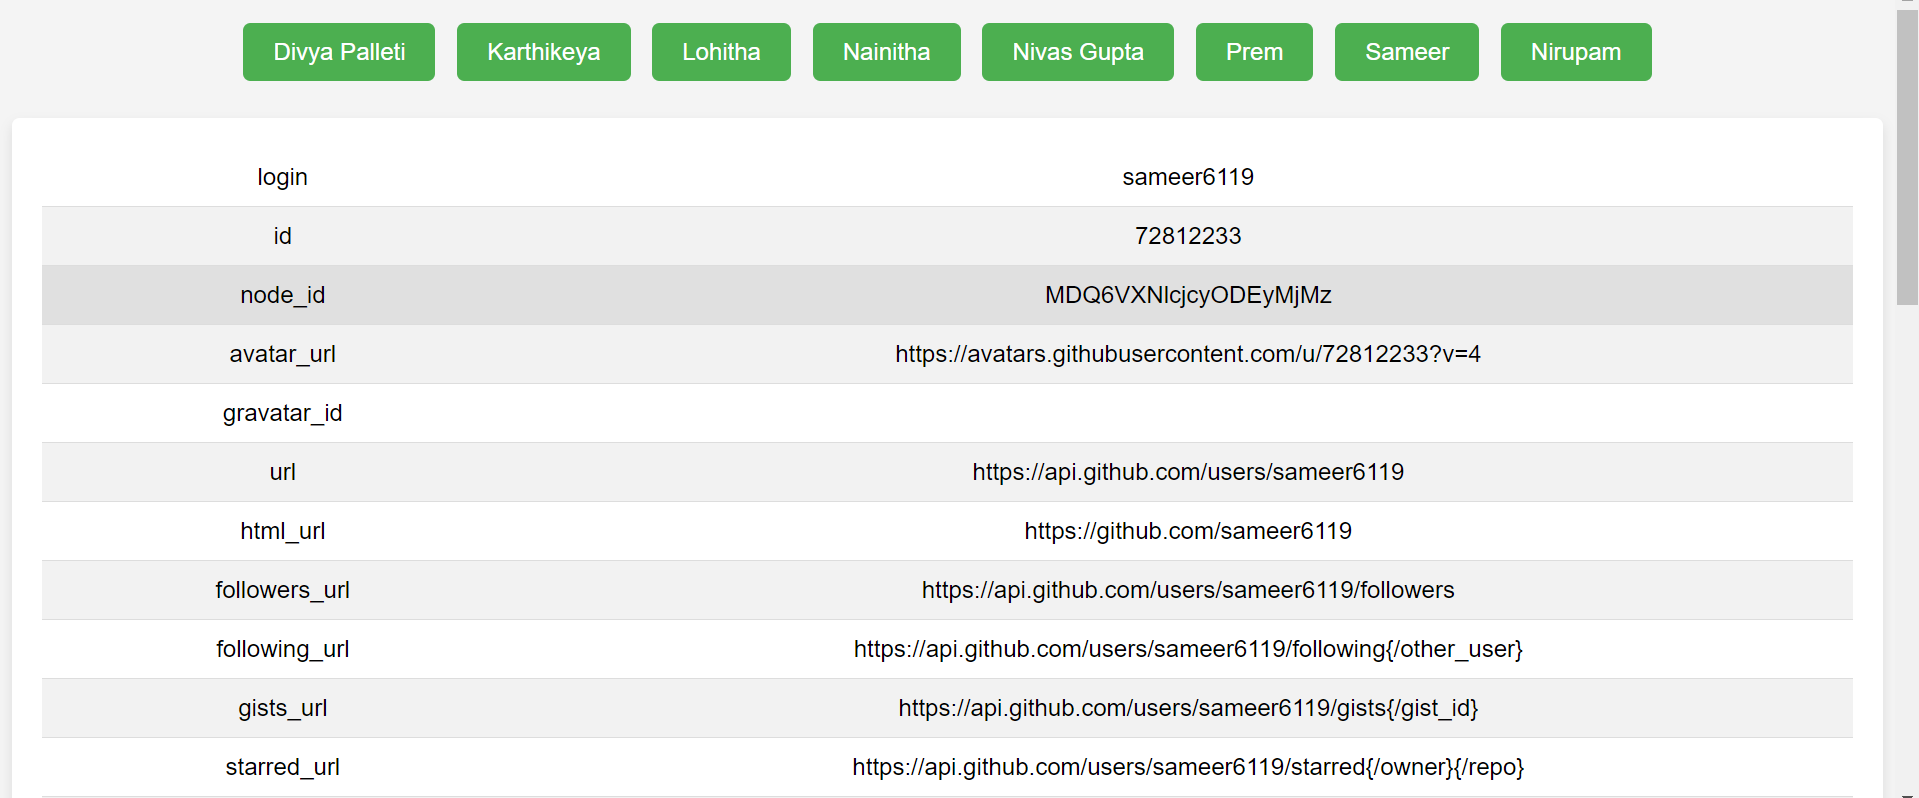 Divya Palleti Karthikeya Lohitha Nainitha Nivas Gupta Prem Sameer Nirupam
login sameer6119
id 72812233
node_id MDQ6VXNlcjcyODEyMjMz
avatar_url https://avatars.githubusercontent.com/u/72812233?v=4
gravatar_id
url https://api.github.com/users/sameer6119
html_url https://github.com/sameer6119
followers_url https://api.github.com/users/sameer6119/followers
following_url https://api.github.com/users/sameer6119/following{/other_user}
gists_url https://api.github.com/users/sameer6119/gists{/gist_id}
starred_url https://api.github.com/users/sameer6119/starred{/owner}{/repo}